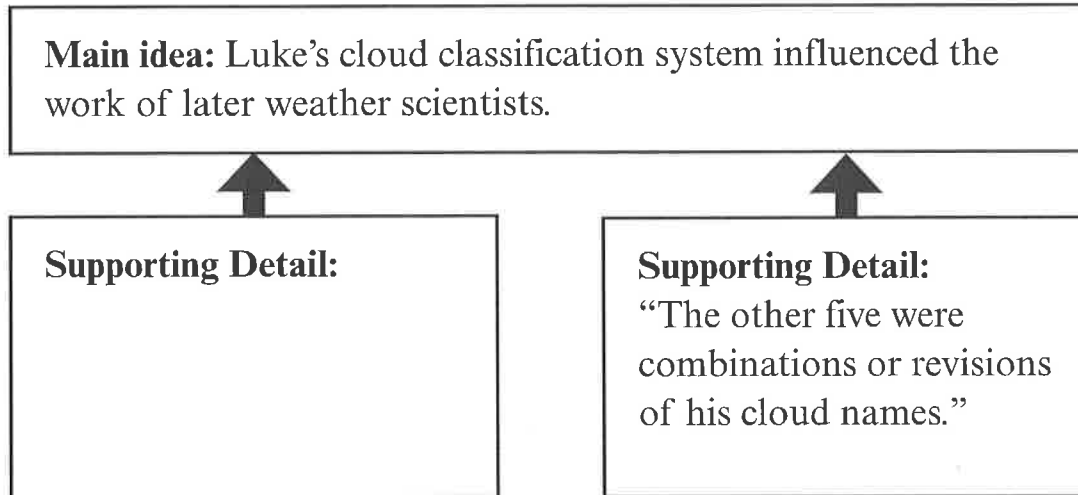 Main idea: Luke’s cloud classification system influenced the
work of later weather scientists.
Supporting Detail:
Supporting Detail:
“The other five were
combinations or revisions
of his cloud names.”